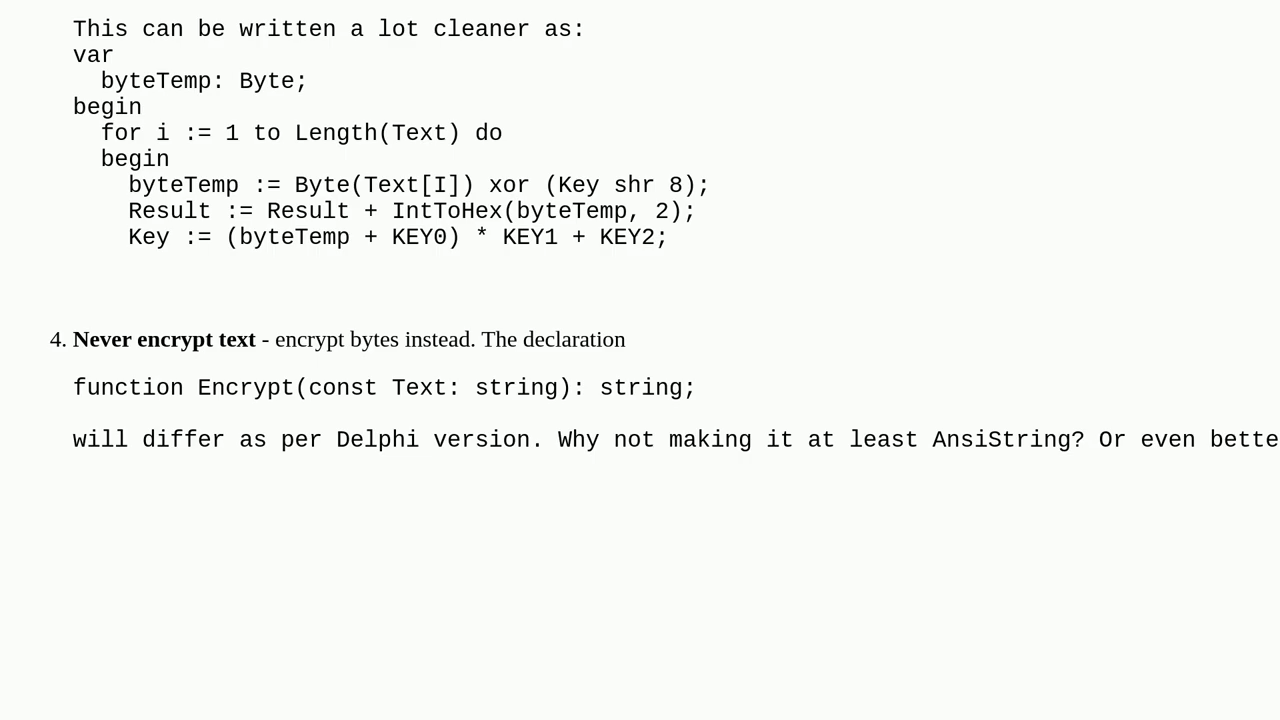 This can be written a lot cleaner as:
var
  byteTemp: Byte;
begin
  for i := 1 to Length(Text) do
  begin
    byteTemp := Byte(Text[I]) xor (Key shr 8);
    Result := Result + IntToHex(byteTemp, 2);
    Key := (byteTemp + KEY0) * KEY1 + KEY2;
4. Never encrypt text - encrypt bytes instead. The declaration
function Encrypt(const Text: string): string;
will differ as per Delphi version. Why not making it at least AnsiString? Or even